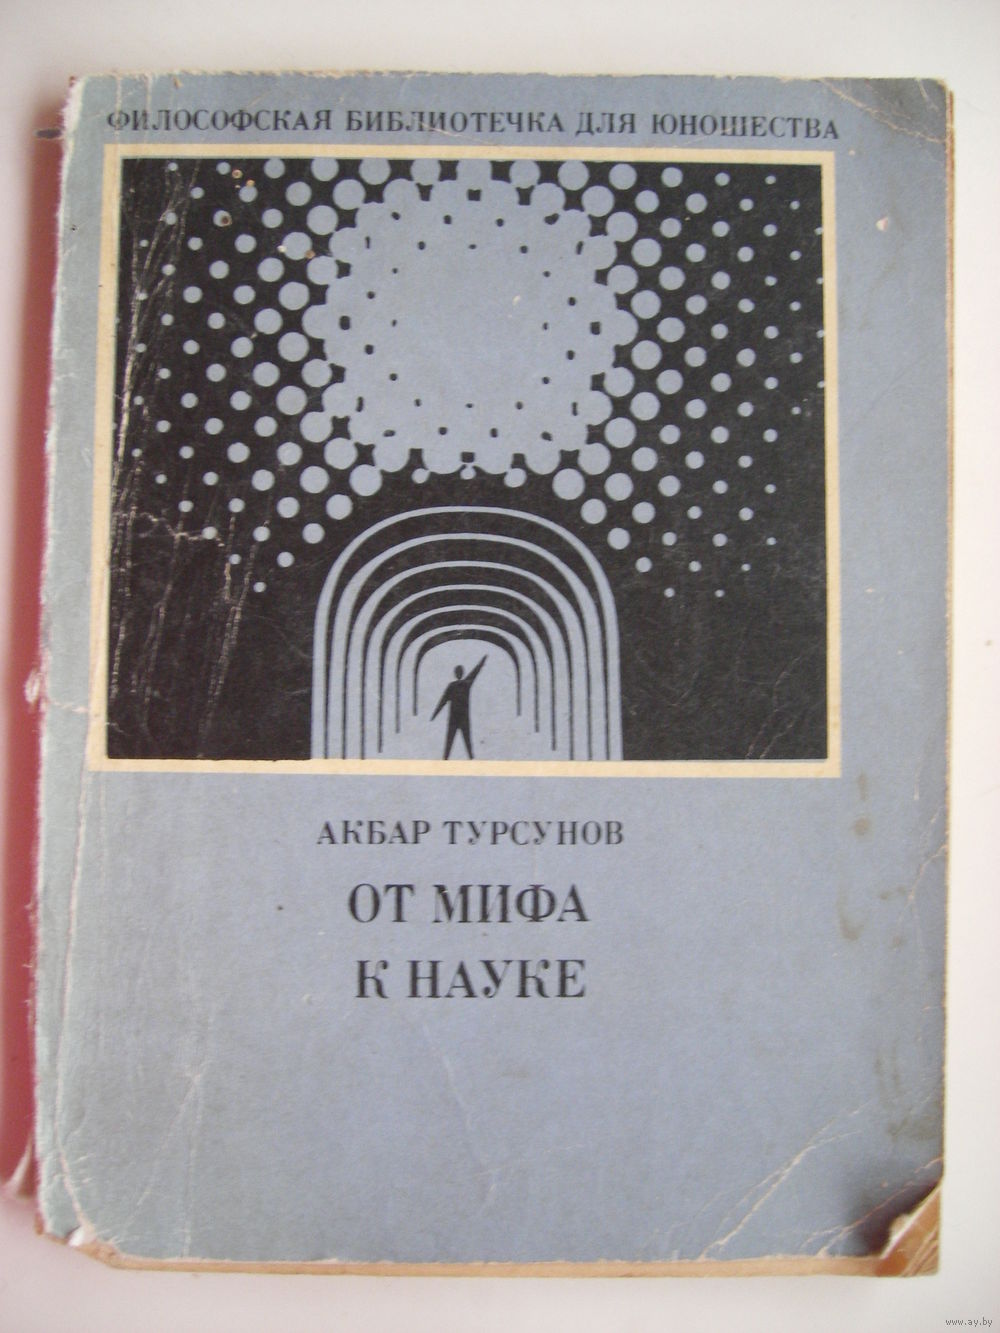 ФИЛОСОФСКАЯ БИБЛИОТЕЧКА ДЛЯ ЮНОШЕСТВА
АКБАР ТУРСУНОВ
ОТ МИФА
К НАУКЕ
www.ay.by